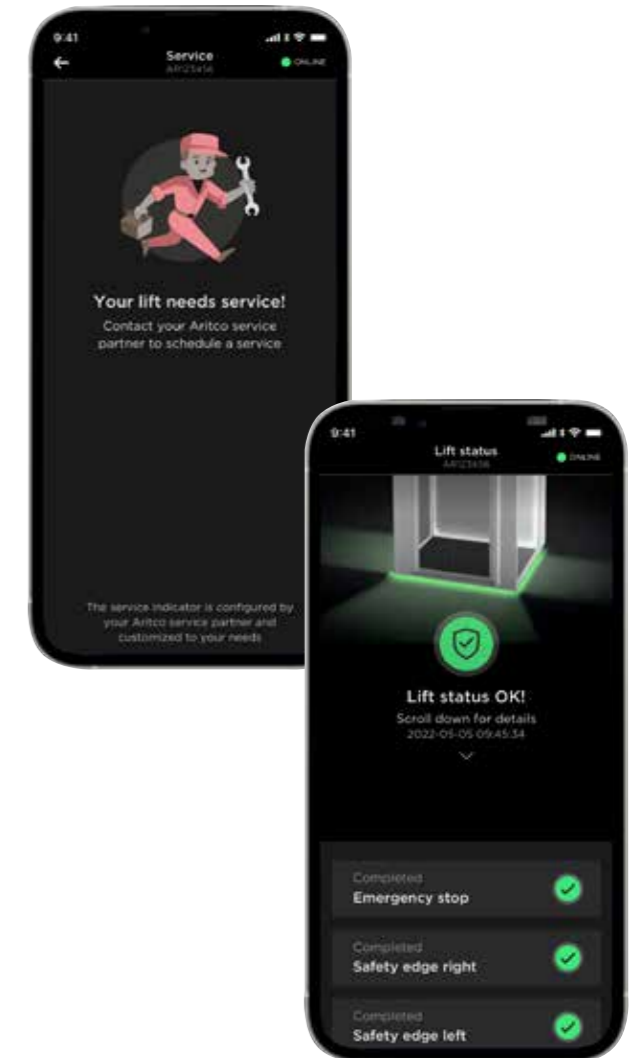 9:41
Service
AR123456
ONLINE
Your lift needs service!
Contact your Aritco service
partner to schedule a service
The service indicator is configured by
your Aritco service partner and
customized to your needs
9:41
Lift status
AR123456
ONLINE
Lift status OK!
Scroll down for details
2022-05-05 09:45:34
Completed
Emergency stop
Completed
Safety edge right
Completed
Safety edge left